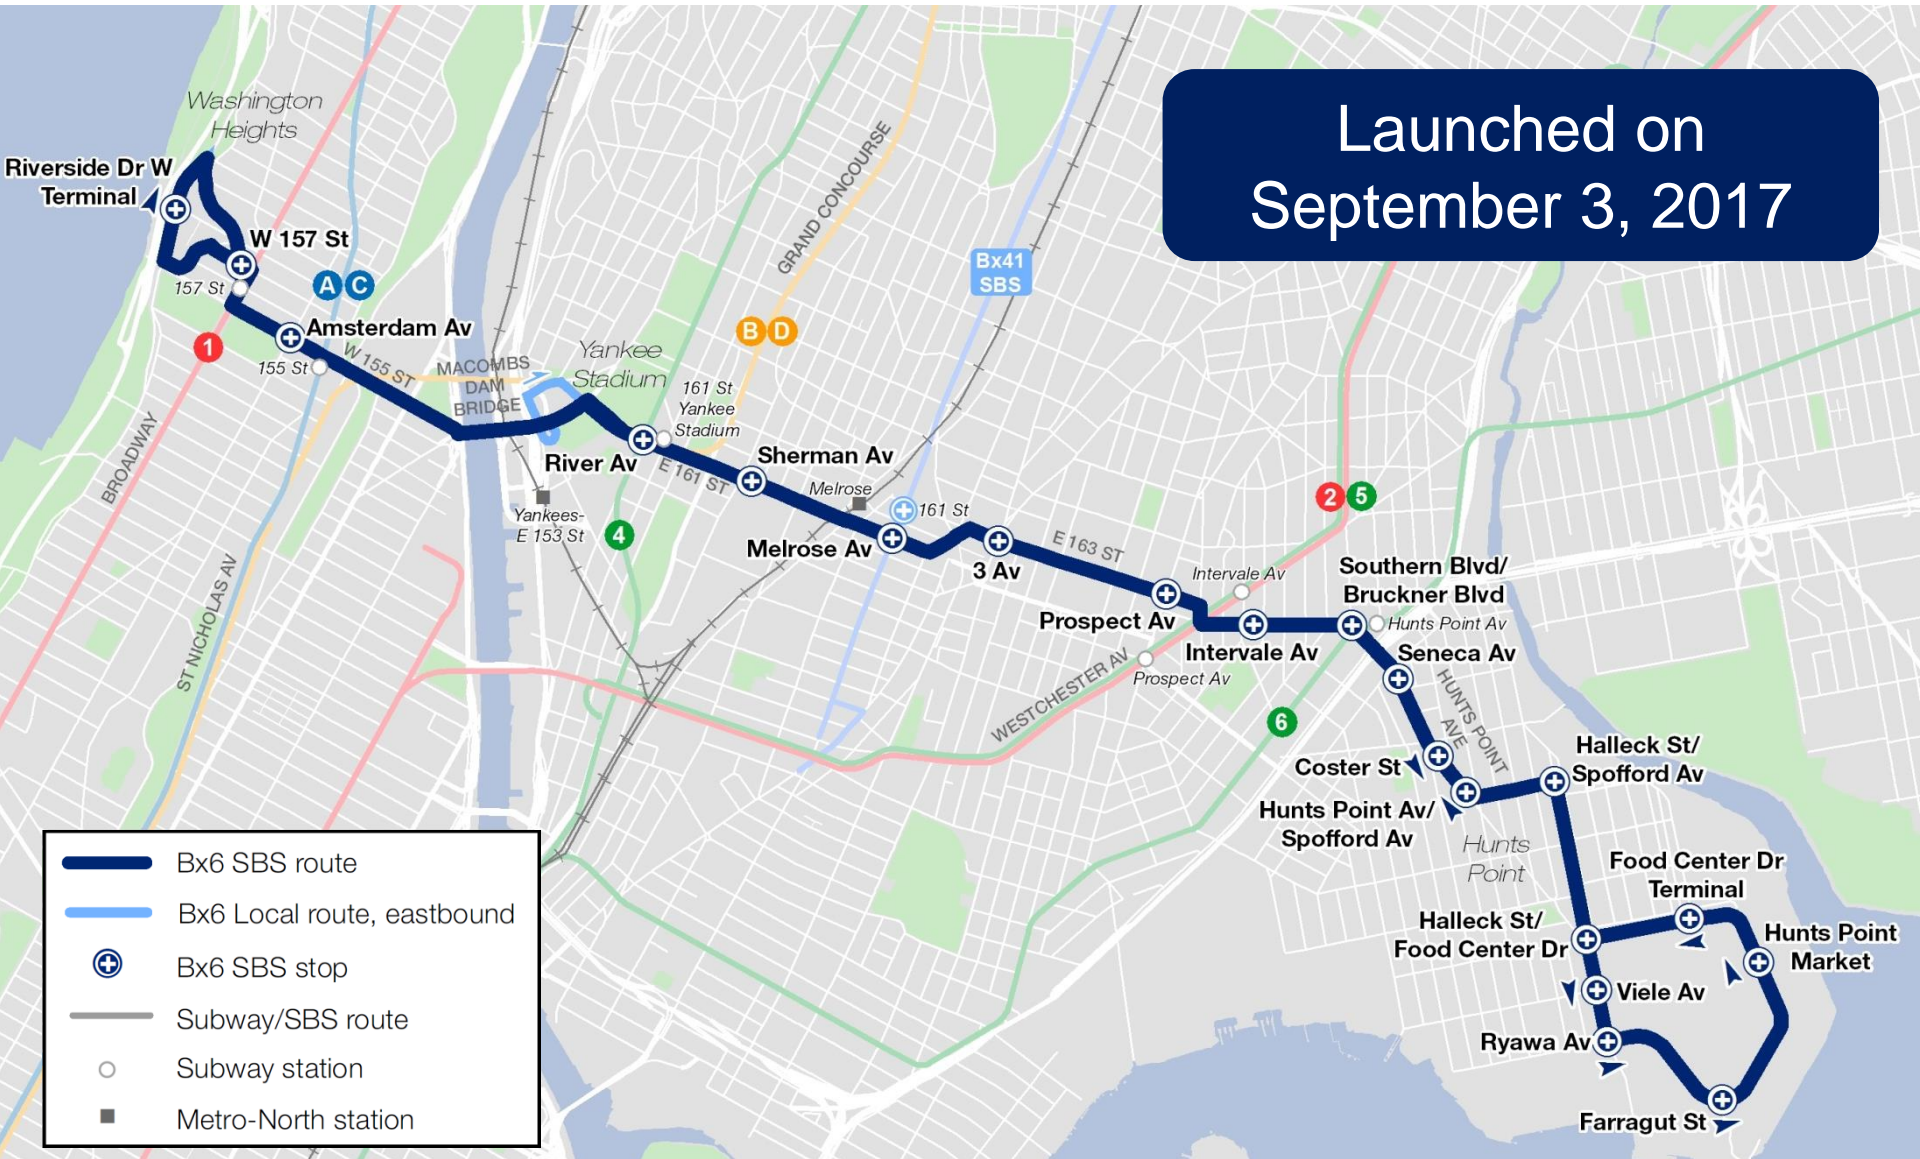 Launched on
September 3, 2017
Washington
Heights
Riverside Dr W
Terminal
W 157 St
157 St
A C
1
Amsterdam Av
155 St
W 155 ST
MACOMBS
DAM
BRIDGE
Yankee
Stadium
B D
GRAND CONCOURSE
Bx41
SBS
161 St
Yankee
Stadium
River Av
E 161 ST
Sherman Av
Melrose
161 St
Melrose Av
3 Av
E 163 ST
BROADWAY
ST NICHOLAS AV
Yankees-
E 153 St
4
2 5
Intervale Av
Southern Blvd/
Bruckner Blvd
Hunts Point Av
Prospect Av
Intervale Av
Seneca Av
WESTCHESTER AV
Prospect Av
6
HUNTS POINT
AVE
Coster St
Halleck St/
Spofford Av
Hunts Point Av/
Spofford Av
Hunts
Point
Food Center Dr
Terminal
Halleck St/
Food Center Dr
Hunts Point
Market
Viele Av
Ryawa Av
Farragut St
Bx6 SBS route
Bx6 Local route, eastbound
Bx6 SBS stop
Subway/SBS route
Subway station
Metro-North station